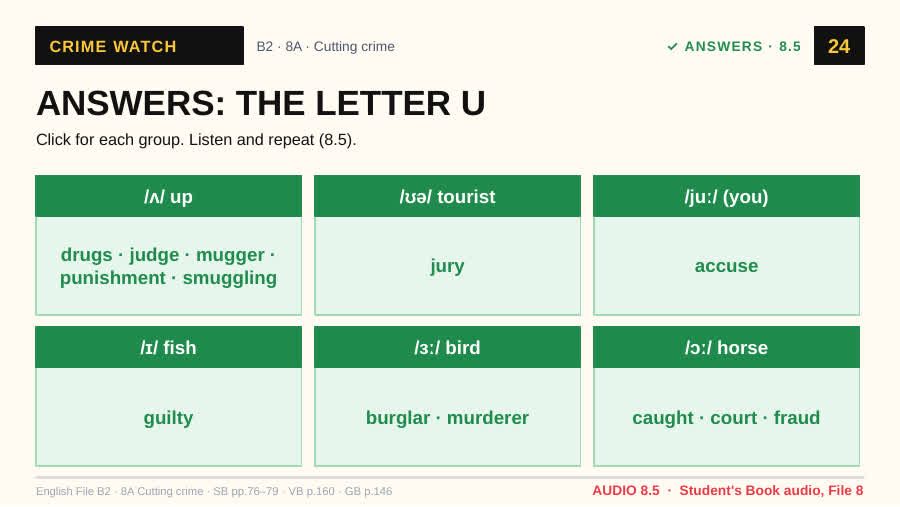 CRIME WATCH
B2 · 8A · Cutting crime
✓ ANSWERS · 8.5
24
ANSWERS: THE LETTER U
Click for each group. Listen and repeat (8.5).
/ʌ/ up
drugs · judge · mugger ·
punishment · smuggling
/ʊə/ tourist
jury
/juː/ (you)
accuse
/ɪ/ fish
guilty
/ɜː/ bird
burglar · murderer
/ɔː/ horse
caught · court · fraud
English File B2 · 8A Cutting crime · SB pp.76–79 · VB p.160 · GB p.146
AUDIO 8.5 · Student's Book audio, File 8